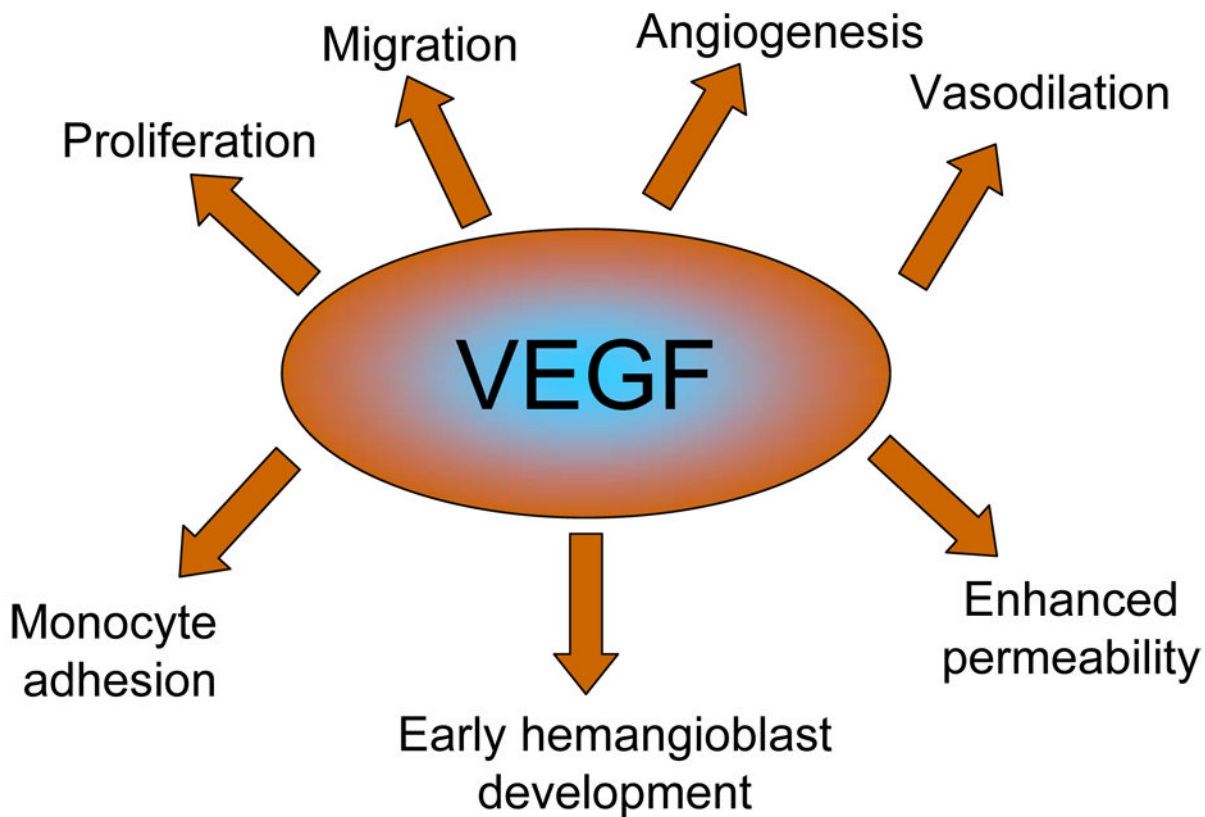 Migration
Angiogenesis
Vasodilation
Proliferation
VEGF
Monocyte
adhesion
Enhanced
permeability
Early hemangioblast
development